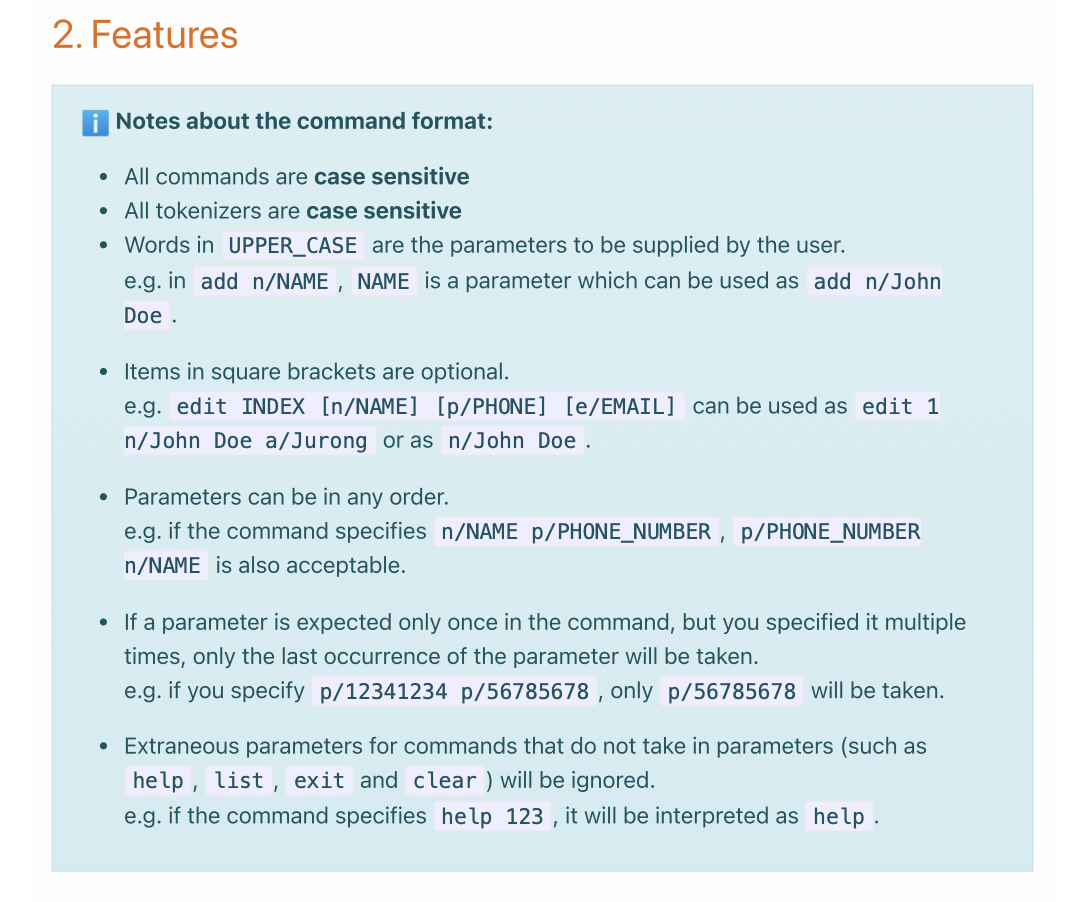 2. Features
ℹ Notes about the command format:
• All commands are case sensitive
• All tokenizers are case sensitive
• Words in UPPER_CASE are the parameters to be supplied by the user.
e.g. in add n/NAME , NAME is a parameter which can be used as add n/John
Doe .
• Items in square brackets are optional.
e.g. edit INDEX [n/NAME] [p/PHONE] [e/EMAIL] can be used as edit 1
n/John Doe a/Jurong or as n/John Doe .
• Parameters can be in any order.
e.g. if the command specifies n/NAME p/PHONE_NUMBER , p/PHONE_NUMBER
n/NAME is also acceptable.
• If a parameter is expected only once in the command, but you specified it multiple
times, only the last occurrence of the parameter will be taken.
e.g. if you specify p/12341234 p/56785678 , only p/56785678 will be taken.
• Extraneous parameters for commands that do not take in parameters (such as
help , list , exit and clear ) will be ignored.
e.g. if the command specifies help 123 , it will be interpreted as help .